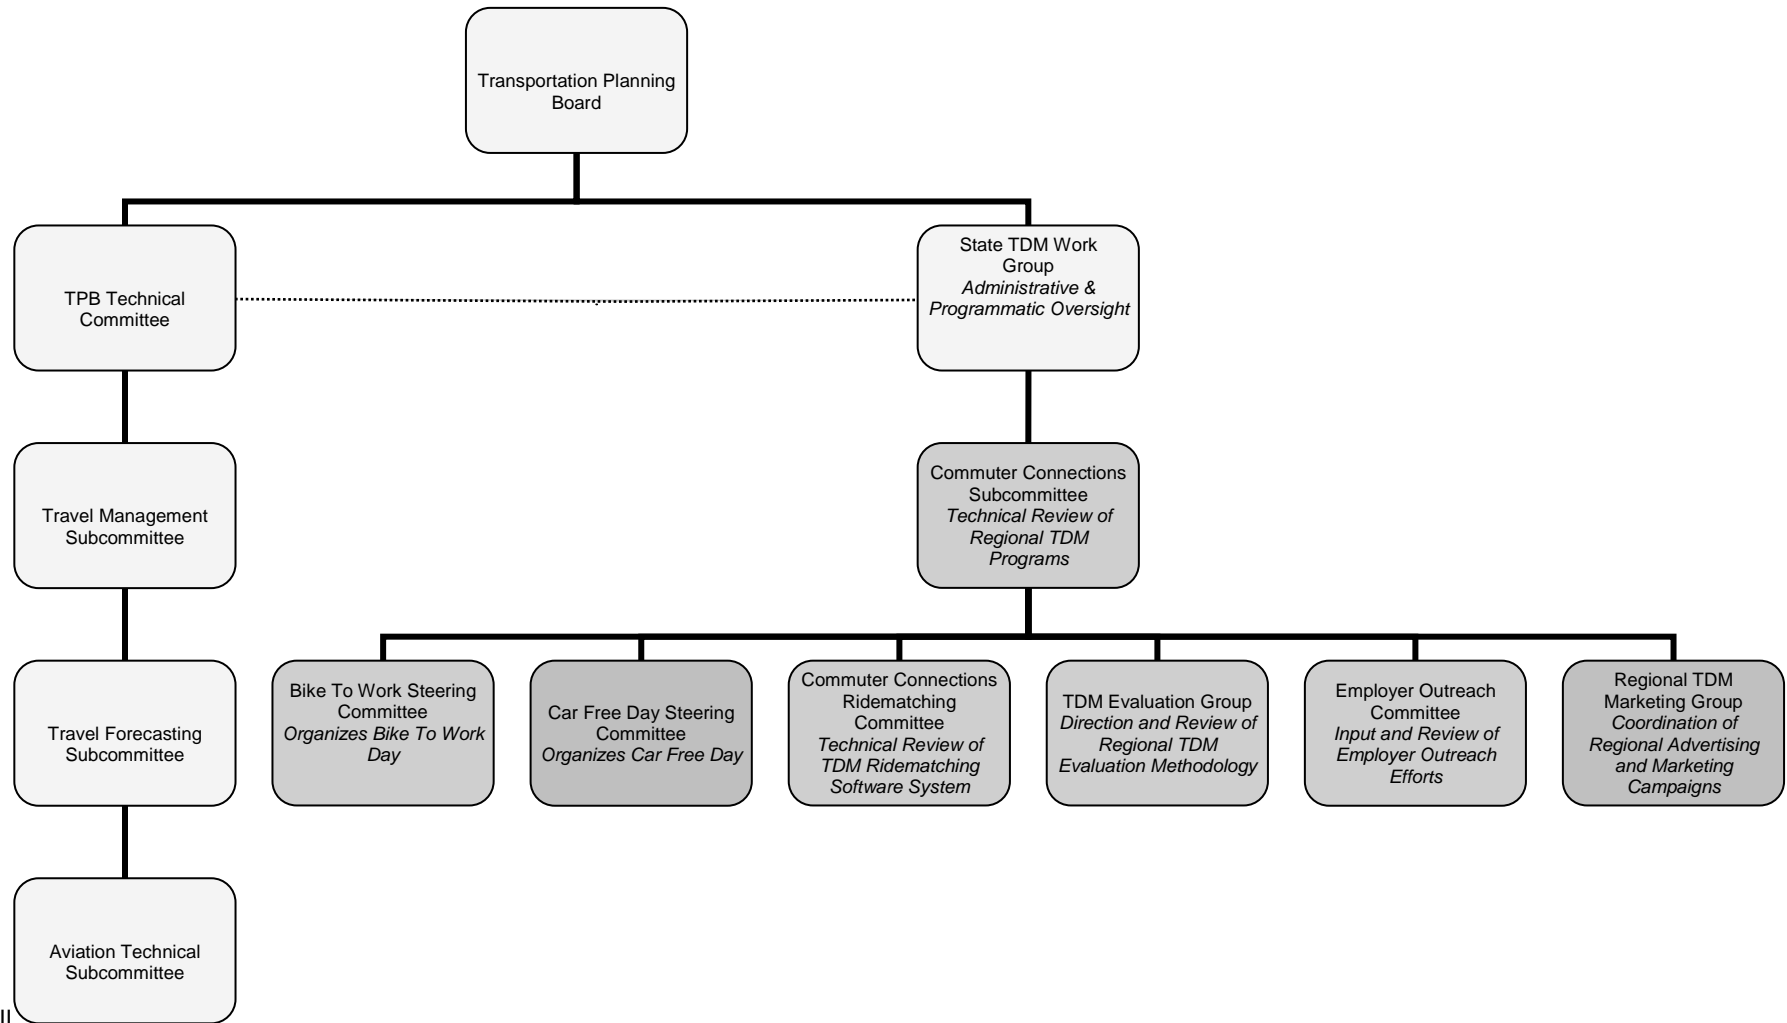 Transportation Planning
Board
TPB Technical
Committee
State TDM Work
Group
Administrative &
Programmatic Oversight
Travel Management
Subcommittee
Commuter Connections
Subcommittee
Technical Review of
Regional TDM
Programs
Travel Forecasting
Subcommittee
Bike To Work Steering
Committee
Organizes Bike To Work
Day
Car Free Day Steering
Committee
Organizes Car Free Day
Commuter Connections
Ridematching
Committee
Technical Review of
TDM Ridematching
Software System
TDM Evaluation Group
Direction and Review of
Regional TDM
Evaluation Methodology
Employer Outreach
Committee
Input and Review of
Employer Outreach
Efforts
Regional TDM
Marketing Group
Coordination of
Regional Advertising
and Marketing
Campaigns
Aviation Technical
Subcommittee